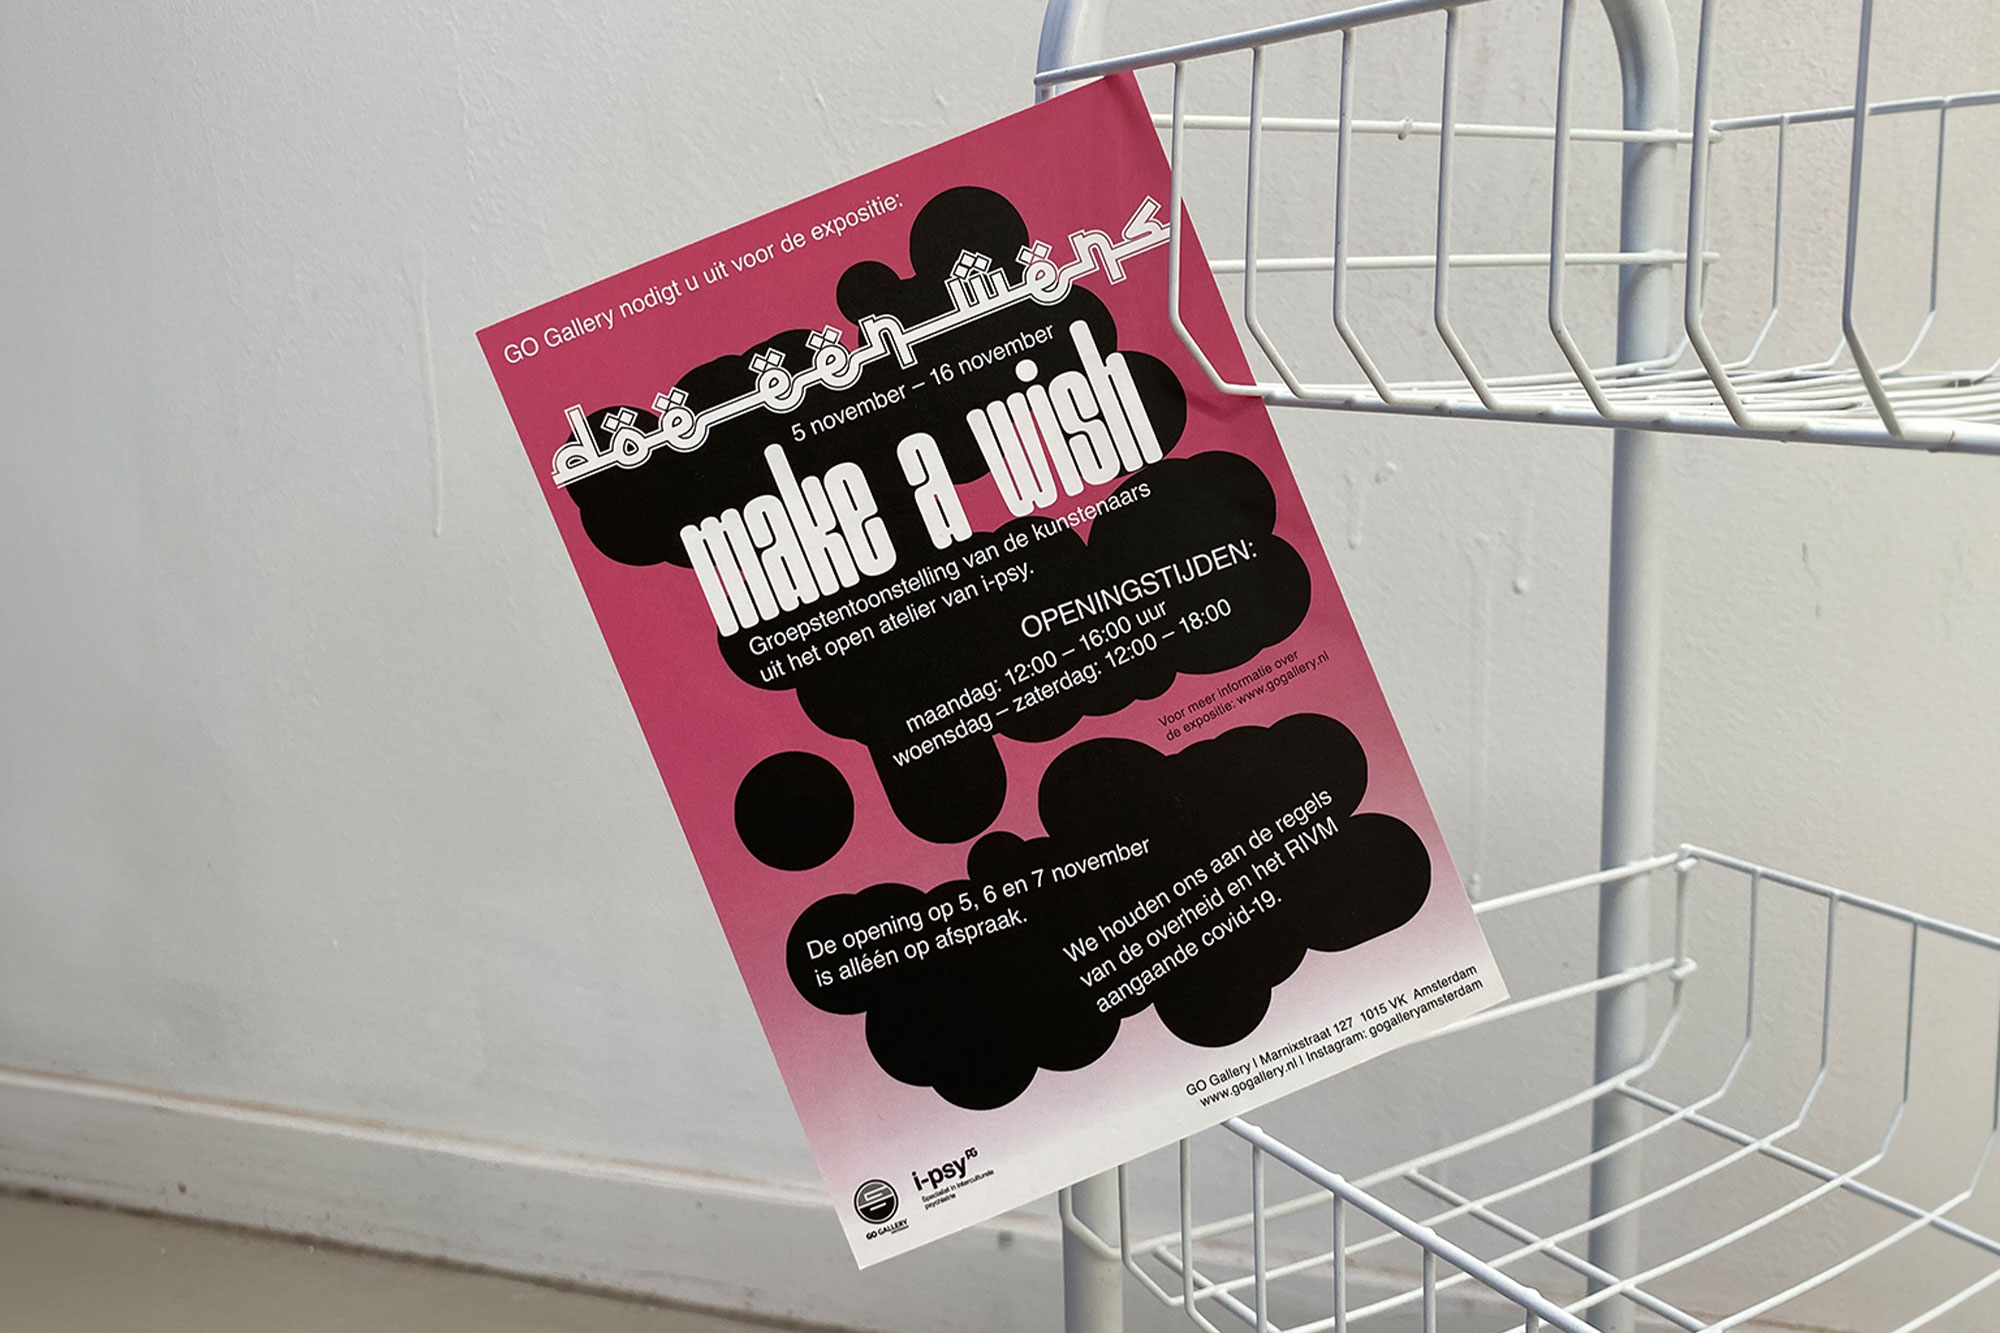 GO Gallery nodigt u uit voor de expositie:
döë ëën ẅëns
5 november – 16 november
make a wish
Groepstentoonstelling van de kunstenaars
uit het open atelier van i-psy.
OPENINGSTIJDEN:
maandag: 12:00 – 16:00 uur
woensdag – zaterdag: 12:00 – 18:00
Voor meer informatie over
de expositie: www.gogallery.nl
De opening op 5, 6 en 7 november
is alléén op afspraak.
We houden ons aan de regels
van de overheid en het RIVM
aangaande covid-19.
GO Gallery | Marnixstraat 127 1015 VK Amsterdam
www.gogallery.nl | Instagram: gogalleryamsterdam
GO GALLERY
i-psy PG
Specialist in interculturele
psychiatrie